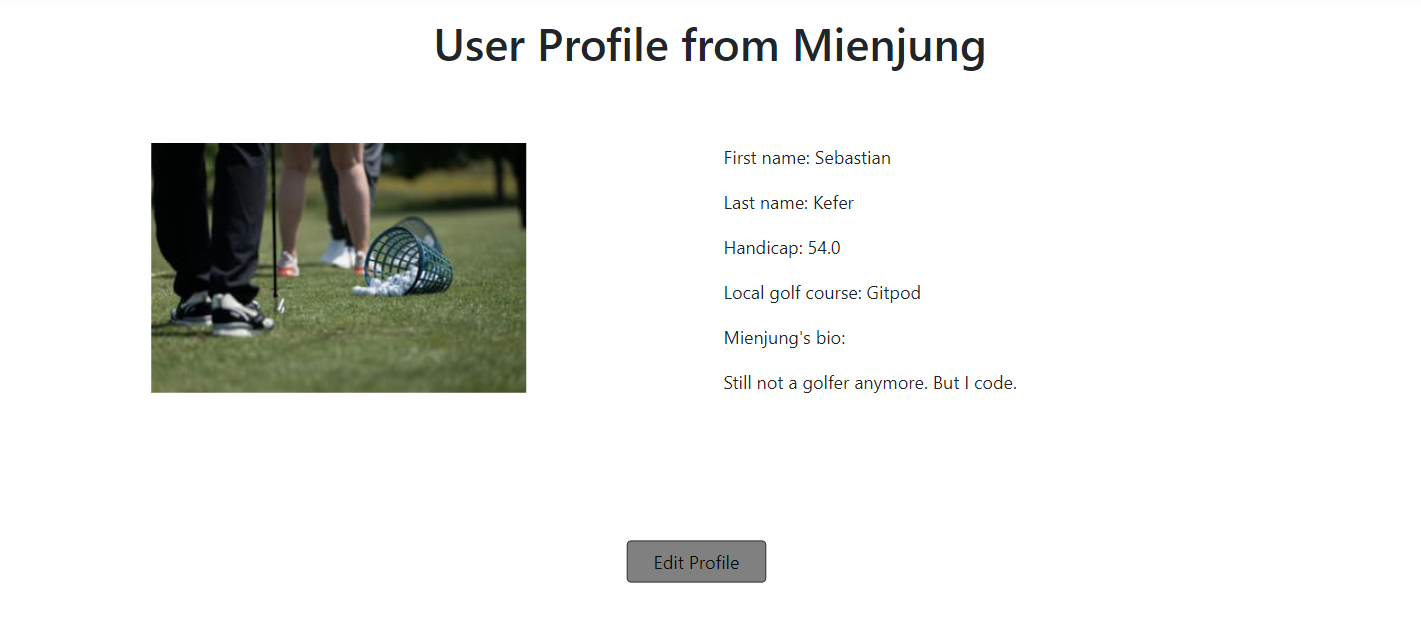 User Profile from Mienjung
First name: Sebastian
Last name: Kefer
Handicap: 54.0
Local golf course: Gitpod
Mienjung's bio:
Still not a golfer anymore. But I code.
Edit Profile